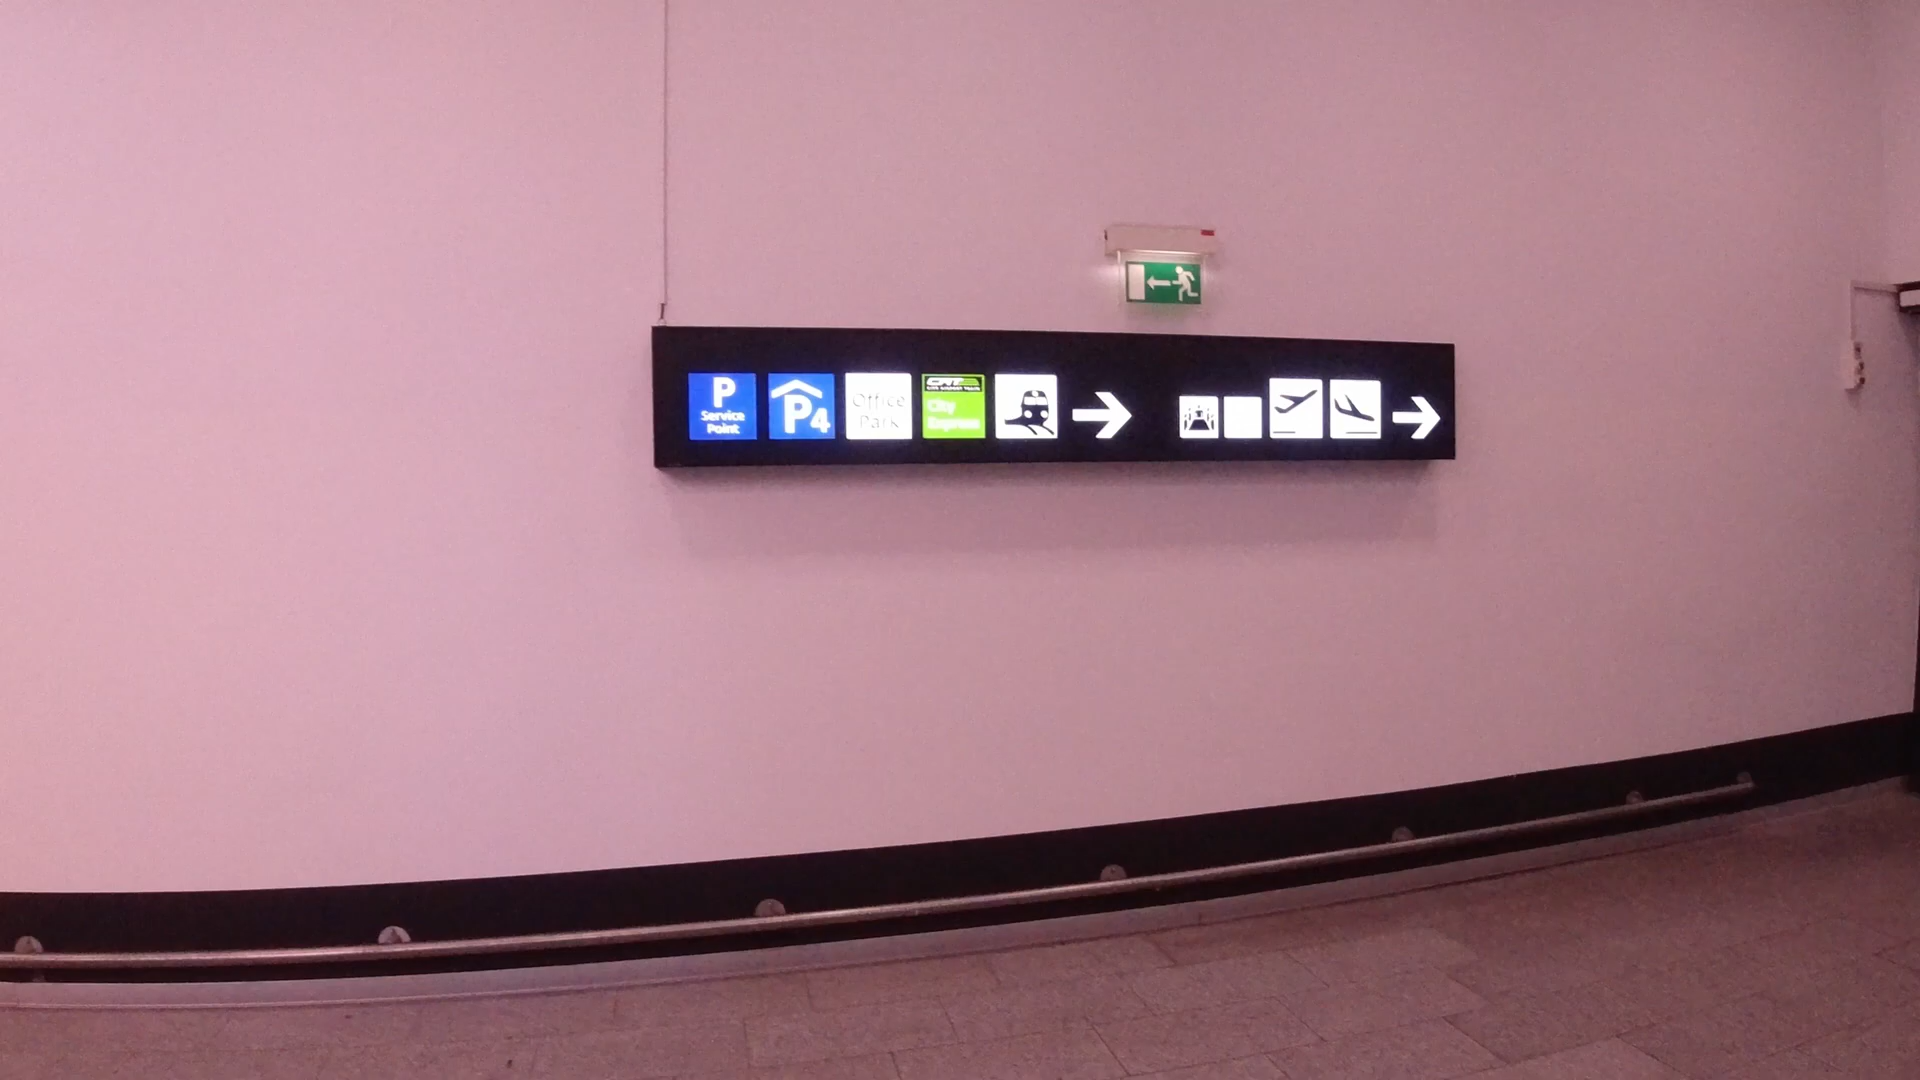 P
Service
Point
P4
Office
Park
CAT
City
Express